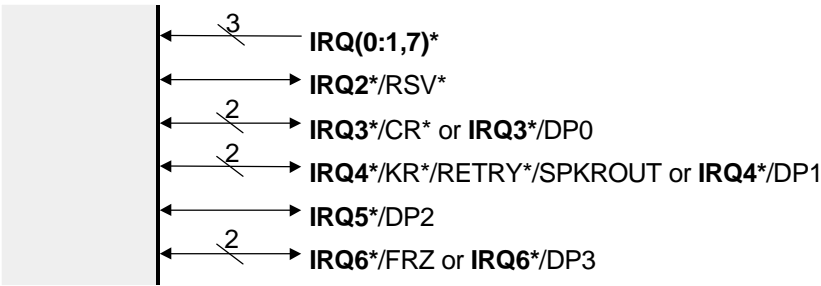 3 IRQ(0:1,7)*
IRQ2*/RSV*
2 IRQ3*/CR* or IRQ3*/DP0
2 IRQ4*/KR*/RETRY*/SPKROUT or IRQ4*/DP1
IRQ5*/DP2
2 IRQ6*/FRZ or IRQ6*/DP3